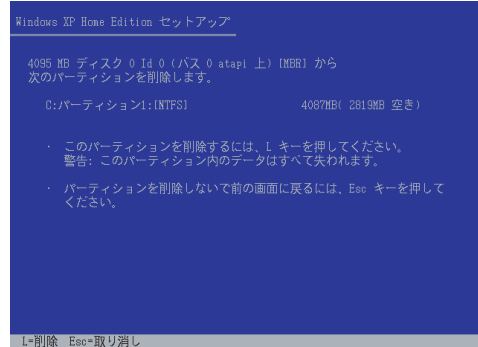 Windows XP Home Edition セットアップ
4095 MB ディスク 0 Id 0 (バス 0 atapi 上) [MBR] から
次のパーティションを削除します。
C:パーティション1:[NTFS] 4087MB( 2819MB 空き)
・ このパーティションを削除するには、L キーを押してください。
警告: このパーティション内のデータはすべて失われます。
・ パーティションを削除しないで前の画面に戻るには、Esc キーを押して
ください。
L=削除 Esc=取り消し